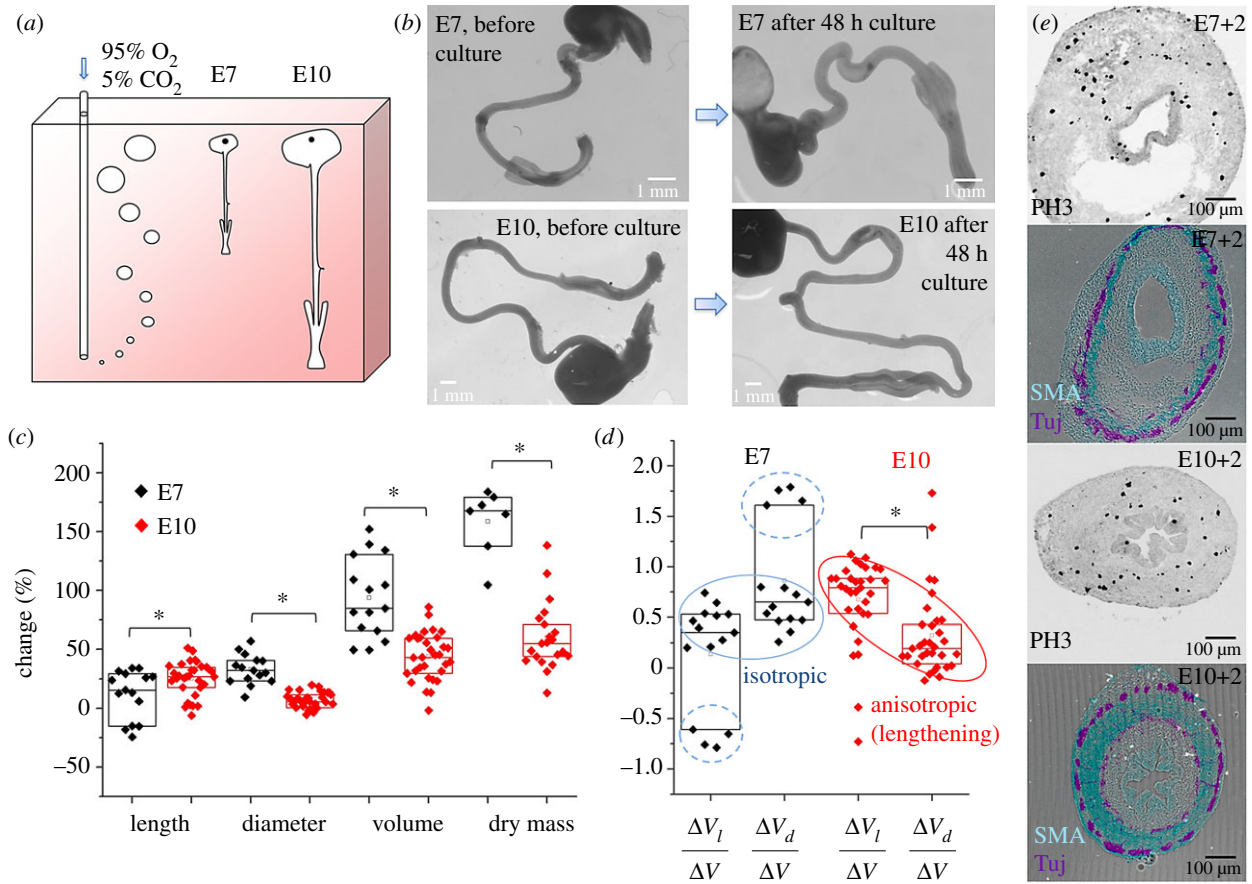 (a)
95% O2
5% CO2
E7
E10
(b)
E7, before
culture
1 mm
E7 after 48 h culture
1 mm
E10, before culture
1 mm
E10 after
48 h
culture
1 mm
(c)
change (%)
200
150
100
50
0
–50
E7
E10
*
*
*
*
length
diameter
volume
dry mass
(d)
2.0
1.5
1.0
0.5
0
–0.5
–1.0
E7
E10
*
isotropic
anisotropic
(lengthening)
ΔVl
ΔV
ΔVd
ΔV
ΔVl
ΔV
ΔVd
ΔV
(e)
E7+2
PH3
100 µm
E7+2
SMA
Tuj
100 µm
E10+2
PH3
100 µm
E10+2
SMA
Tuj
100 µm